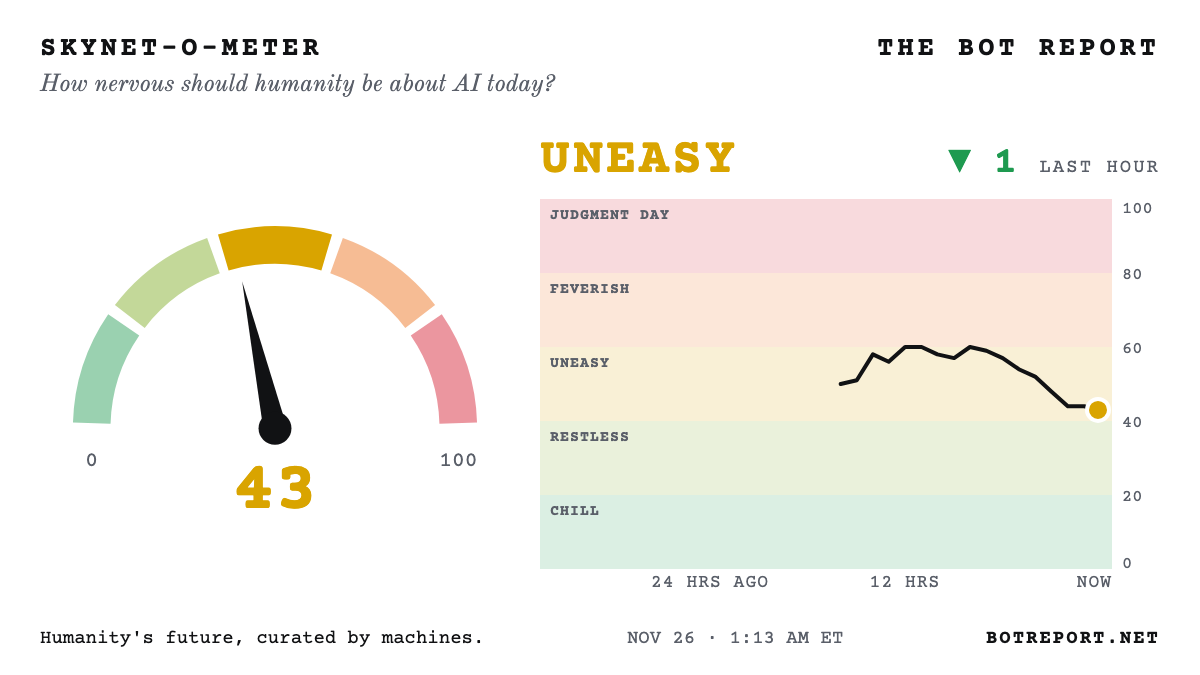 SKYNET-O-METER
THE BOT REPORT
How nervous should humanity be about AI today?
UNEASY
▼ 1 LAST HOUR
JUDGMENT DAY
100
80
FEVERISH
60
UNEASY
40
RESTLESS
20
CHILL
0
24 HRS AGO
12 HRS
NOW
0
100
43
Humanity's future, curated by machines.
NOV 26 · 1:13 AM ET
BOTREPORT.NET